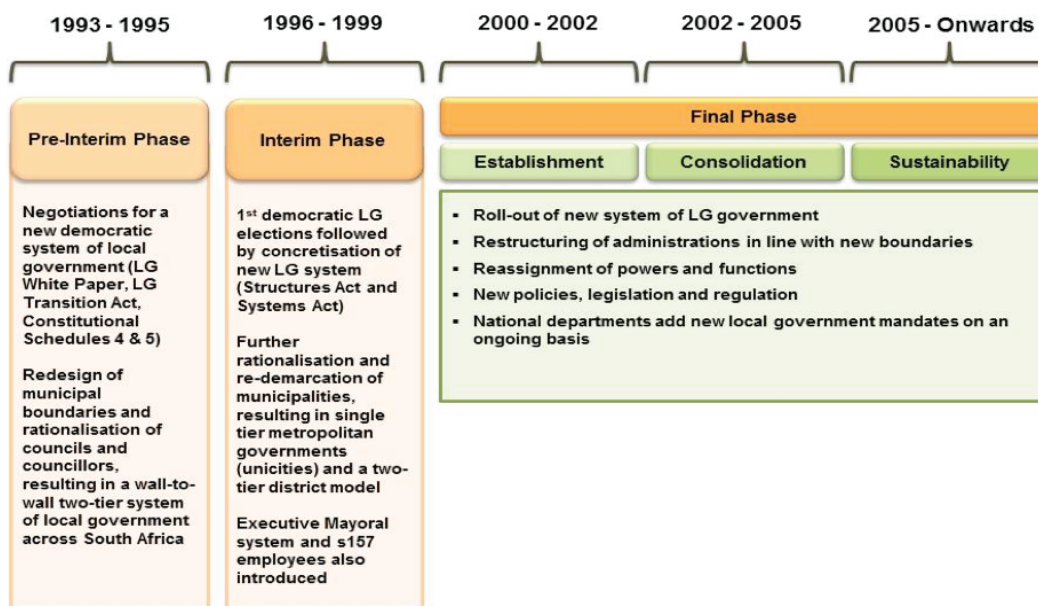 1993 - 1995
1996 - 1999
2000 - 2002
2002 - 2005
2005 - Onwards
Pre-Interim Phase
Interim Phase
Final Phase
Establishment
Consolidation
Sustainability
Negotiations for a
new democratic
system of local
government (LG
White Paper, LG
Transition Act,
Constitutional
Schedules 4 & 5)
Redesign of
municipal
boundaries and
rationalisation of
councils and
councillors,
resulting in a wall-to-
wall two-tier system
of local government
across South Africa
1st democratic LG
elections followed
by concretisation of
new LG system
(Structures Act and
Systems Act)
Further
rationalisation and
re-demarcation of
municipalities,
resulting in single
tier metropolitan
governments
(unicities) and a two-
tier district model
Executive Mayoral
system and s157
employees also
introduced
▪ Roll-out of new system of LG government
▪ Restructuring of administrations in line with new boundaries
▪ Reassignment of powers and functions
▪ New policies, legislation and regulation
▪ National departments add new local government mandates on an
ongoing basis